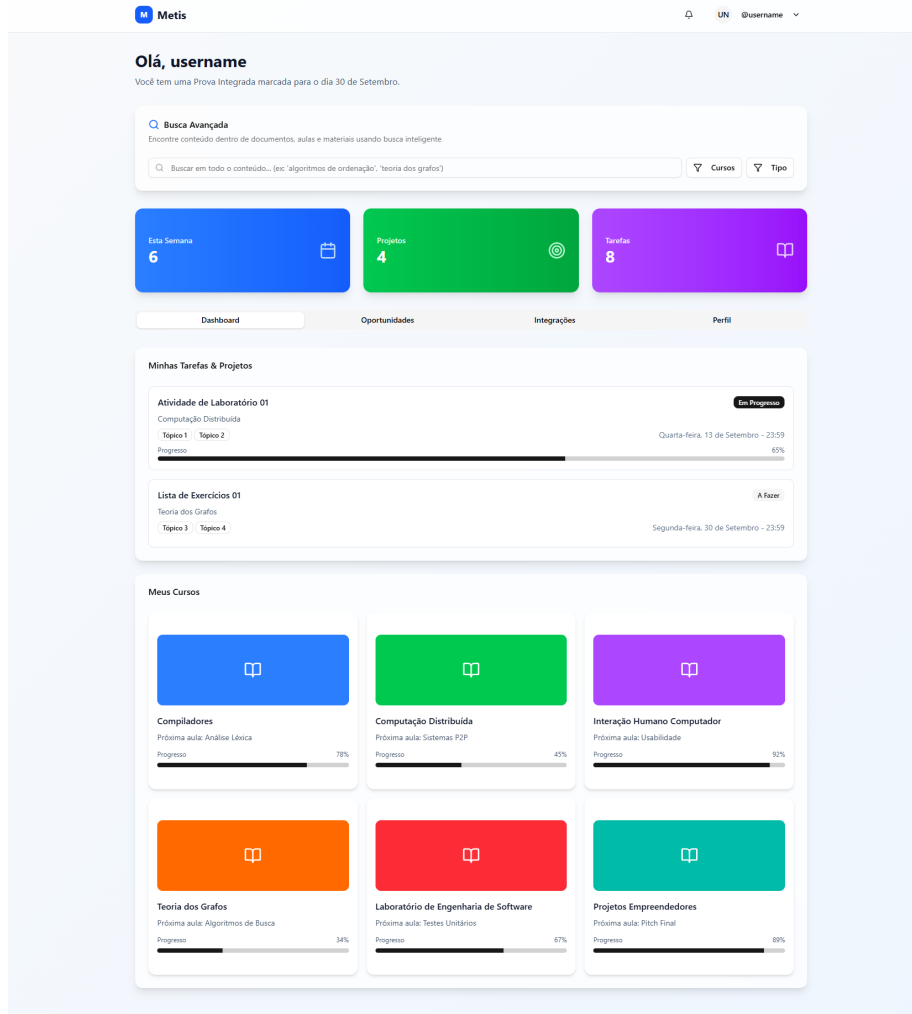 M Metis
UN @username
Olá, username
Você tem uma Prova Integrada marcada para o dia 30 de Setembro.
Busca Avançada
Encontre conteúdo dentro de documentos, aulas e materiais usando busca inteligente
Buscar em todo o conteúdo... (ex: 'algoritmos de ordenação', 'teoria dos grafos')
Cursos
Tipo
Esta Semana
6
Projetos
4
Tarefas
8
Dashboard
Oportunidades
Integrações
Perfil
Minhas Tarefas & Projetos
Atividade de Laboratório 01
Em Progresso
Computação Distribuída
Tópico 1 Tópico 2
Quarta-feira, 13 de Setembro - 23:59
Progresso
65%
Lista de Exercícios 01
A Fazer
Teoria dos Grafos
Tópico 3 Tópico 4
Segunda-feira, 30 de Setembro - 23:59
Meus Cursos
Compiladores
Próxima aula: Análise Léxica
Progresso 78%
Computação Distribuída
Próxima aula: Sistemas P2P
Progresso 45%
Interação Humano Computador
Próxima aula: Usabilidade
Progresso 92%
Teoria dos Grafos
Próxima aula: Algoritmos de Busca
Progresso 34%
Laboratório de Engenharia de Software
Próxima aula: Testes Unitários
Progresso 67%
Projetos Empreendedores
Próxima aula: Pitch Final
Progresso 89%